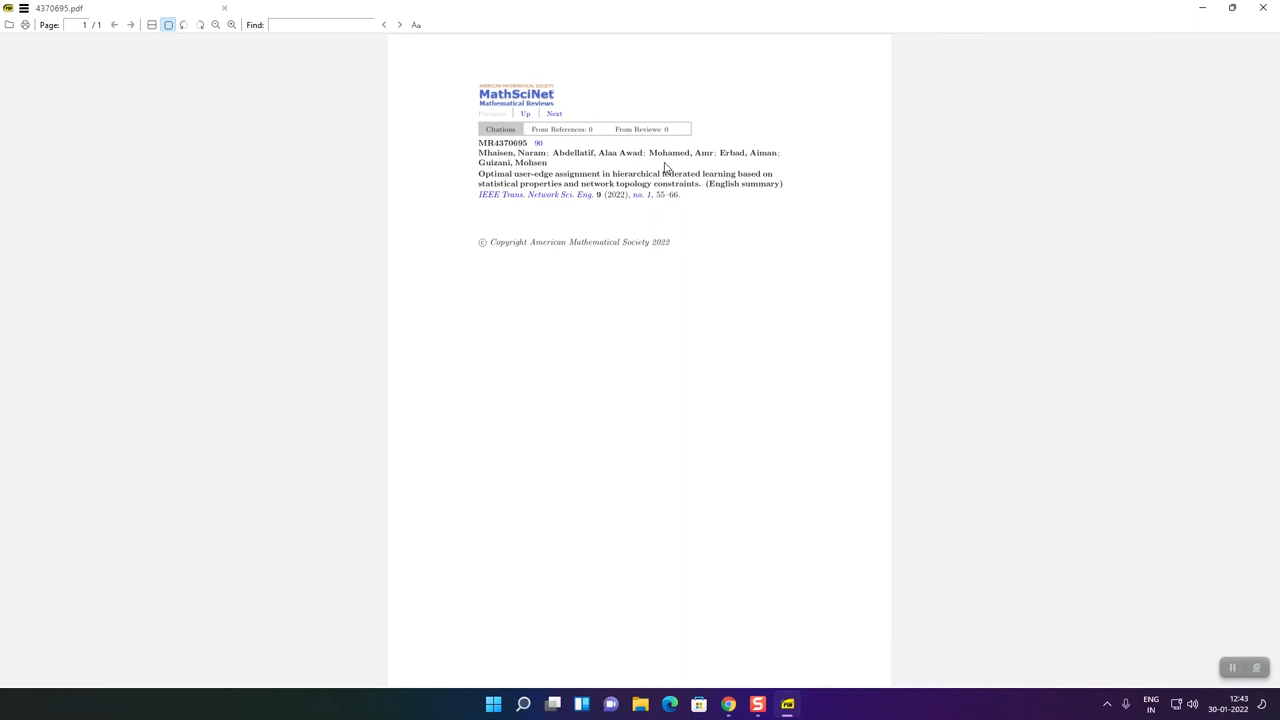 4370695.pdf
Page: 1 / 1 Find: Aa
AMERICAN MATHEMATICAL SOCIETY
MathSciNet
Mathematical Reviews
Previous Up Next
Citations From References: 0 From Reviews: 0
MR4370695 90
Mhaisen, Naram; Abdellatif, Alaa Awad; Mohamed, Amr; Erbad, Aiman;
Guizani, Mohsen
Optimal user-edge assignment in hierarchical federated learning based on
statistical properties and network topology constraints. (English summary)
IEEE Trans. Network Sci. Eng. 9 (2022), no. 1, 55–66.
© Copyright American Mathematical Society 2022
ENG 12:43
IN 30-01-2022